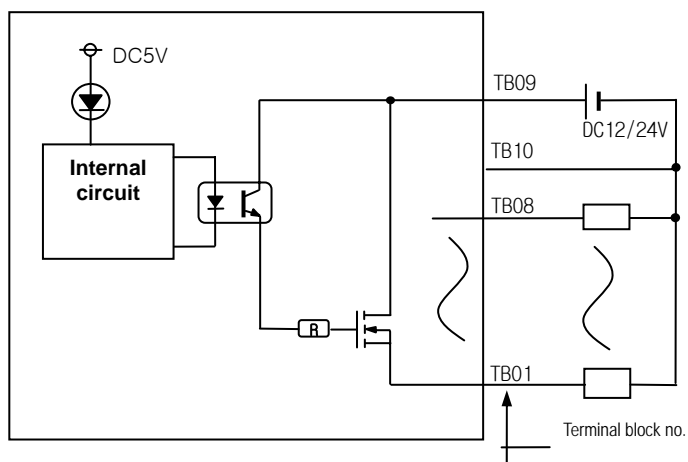 DC5V
TB09
DC12/24V
TB10
Internal
circuit
TB08
R
TB01
Terminal block no.